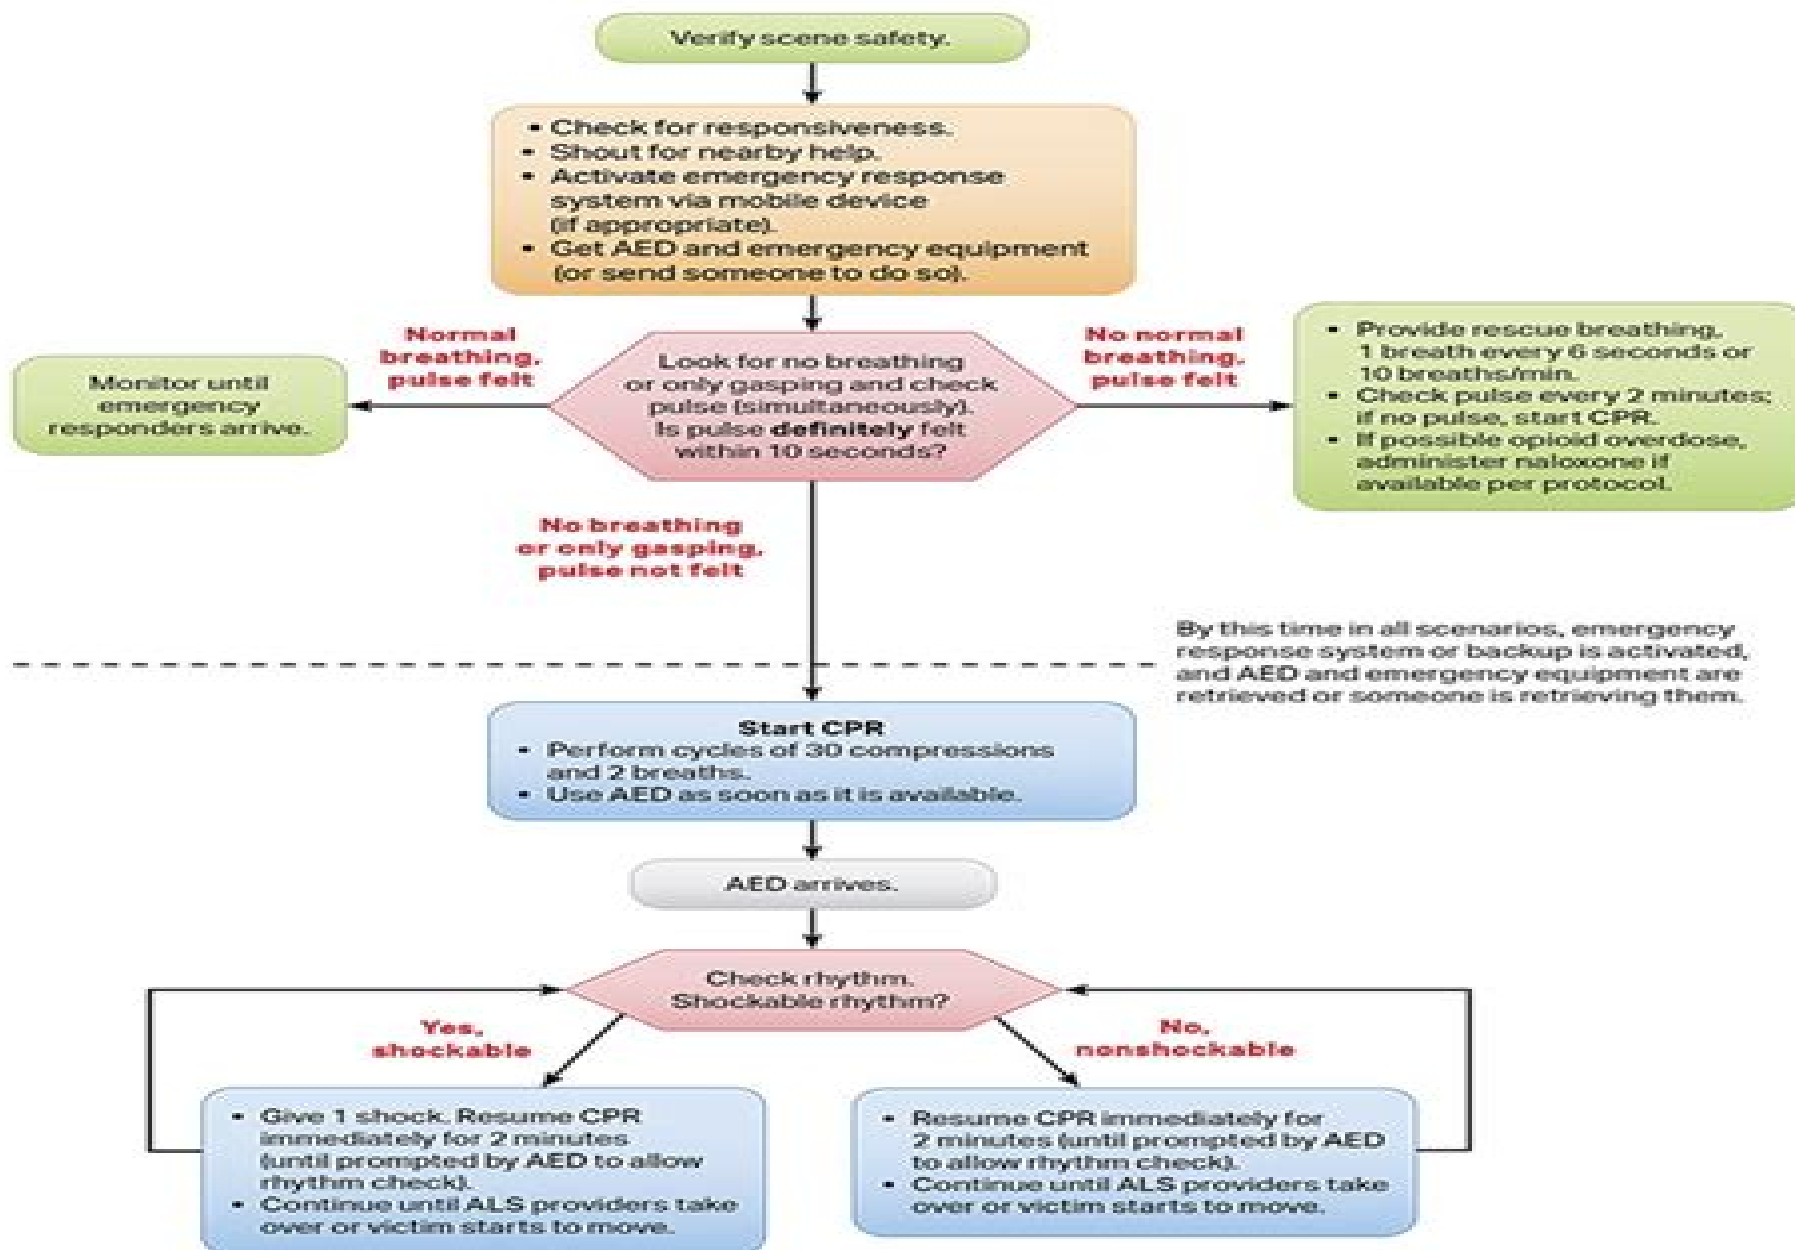 Verify scene safety.
• Check for responsiveness.
• Shout for nearby help.
• Activate emergency response
system via mobile device
(if appropriate).
• Get AED and emergency equipment
(or send someone to do so).
Normal
breathing,
pulse felt
Monitor until
emergency
responders arrive.
Look for no breathing
or only gasping and check
pulse (simultaneously).
Is pulse definitely felt
within 10 seconds?
No normal
breathing,
pulse felt
• Provide rescue breathing,
1 breath every 6 seconds or
10 breaths/min.
• Check pulse every 2 minutes;
if no pulse, start CPR.
• If possible opioid overdose,
administer naloxone if
available per protocol.
No breathing
or only gasping,
pulse not felt
By this time in all scenarios, emergency
response system or backup is activated,
and AED and emergency equipment are
retrieved or someone is retrieving them.
Start CPR
• Perform cycles of 30 compressions
and 2 breaths.
• Use AED as soon as it is available.
AED arrives.
Check rhythm.
Shockable rhythm?
Yes,
shockable
No,
nonshockable
• Give 1 shock. Resume CPR
immediately for 2 minutes
(until prompted by AED to allow
rhythm check).
• Continue until ALS providers take
over or victim starts to move.
• Resume CPR immediately for
2 minutes (until prompted by AED
to allow rhythm check).
• Continue until ALS providers take
over or victim starts to move.